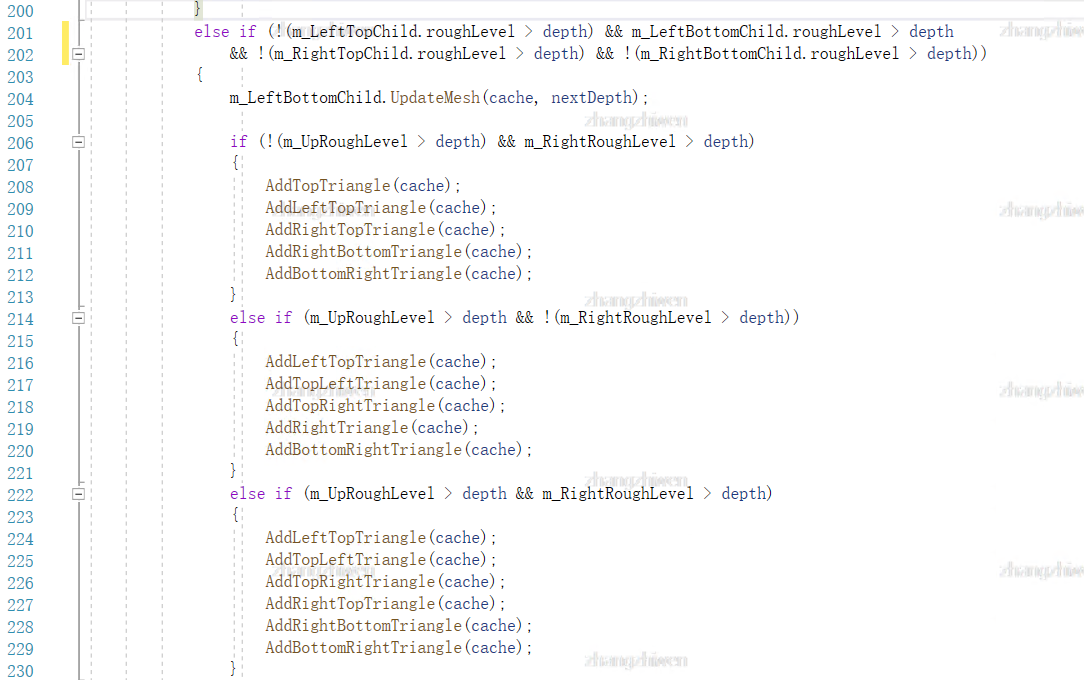 200 }
201 else if (!(m_LeftTopChild.roughLevel > depth) && m_LeftBottomChild.roughLevel > depth
202 && !(m_RightTopChild.roughLevel > depth) && !(m_RightBottomChild.roughLevel > depth))
203 {
204 m_LeftBottomChild.UpdateMesh(cache, nextDepth);
205
206 if (!(m_UpRoughLevel > depth) && m_RightRoughLevel > depth)
207 {
208 AddTopTriangle(cache);
209 AddLeftTopTriangle(cache);
210 AddRightTopTriangle(cache);
211 AddRightBottomTriangle(cache);
212 AddBottomRightTriangle(cache);
213 }
214 else if (m_UpRoughLevel > depth && !(m_RightRoughLevel > depth))
215 {
216 AddLeftTopTriangle(cache);
217 AddTopLeftTriangle(cache);
218 AddTopRightTriangle(cache);
219 AddRightTriangle(cache);
220 AddBottomRightTriangle(cache);
221 }
222 else if (m_UpRoughLevel > depth && m_RightRoughLevel > depth)
223 {
224 AddLeftTopTriangle(cache);
225 AddTopLeftTriangle(cache);
226 AddTopRightTriangle(cache);
227 AddRightTopTriangle(cache);
228 AddRightBottomTriangle(cache);
229 AddBottomRightTriangle(cache);
230 }